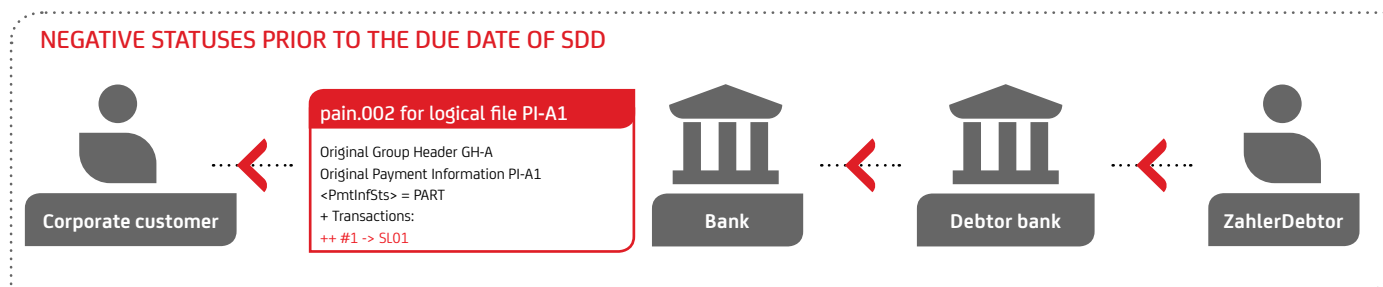 NEGATIVE STATUSES PRIOR TO THE DUE DATE OF SDD
pain.002 for logical file PI-A1
Original Group Header GH-A
Original Payment Information PI-A1
<PmtInfSts> = PART
+ Transactions:
++ #1 -> SL01
Corporate customer
Bank
Debtor bank
ZahlerDebtor